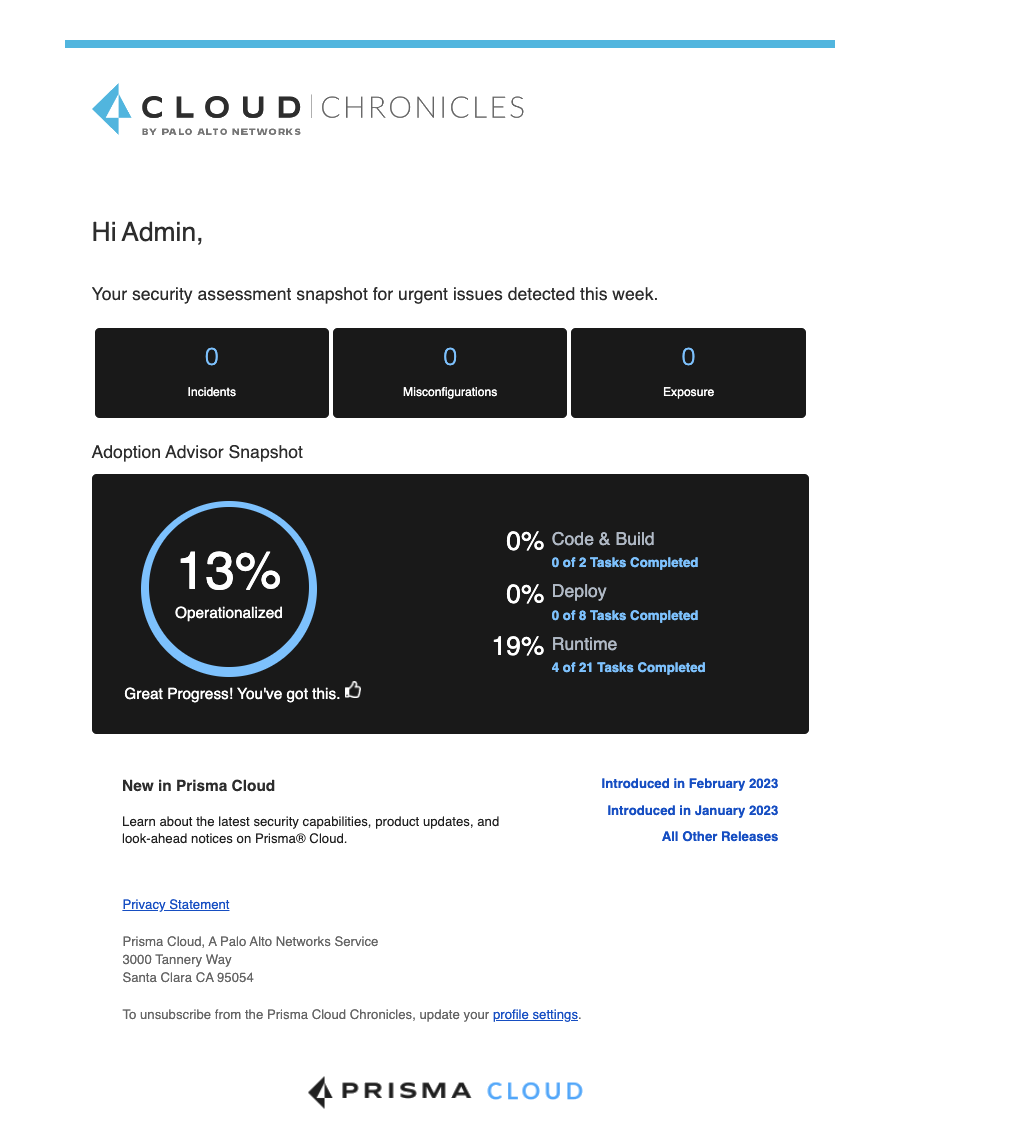 CLOUD | CHRONICLES
BY PALO ALTO NETWORKS
Hi Admin,
Your security assessment snapshot for urgent issues detected this week.
0 0 0
Incidents Misconfigurations Exposure
Adoption Advisor Snapshot
13%
Operationalized
Great Progress! You've got this.
0% Code & Build
0 of 2 Tasks Completed
0% Deploy
0 of 8 Tasks Completed
19% Runtime
4 of 21 Tasks Completed
New in Prisma Cloud
Learn about the latest security capabilities, product updates, and
look-ahead notices on Prisma® Cloud.
Introduced in February 2023
Introduced in January 2023
All Other Releases
Privacy Statement
Prisma Cloud, A Palo Alto Networks Service
3000 Tannery Way
Santa Clara CA 95054
To unsubscribe from the Prisma Cloud Chronicles, update your profile settings.
PRISMA CLOUD